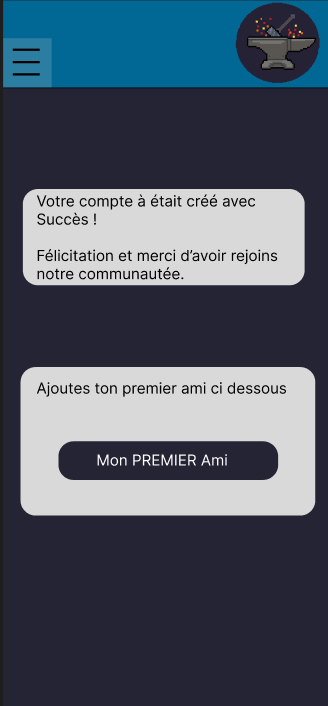 Votre compte à était créé avec
Succès !
Félicitation et merci d’avoir rejoins
notre communautée.
Ajoutes ton premier ami ci dessous
Mon PREMIER Ami